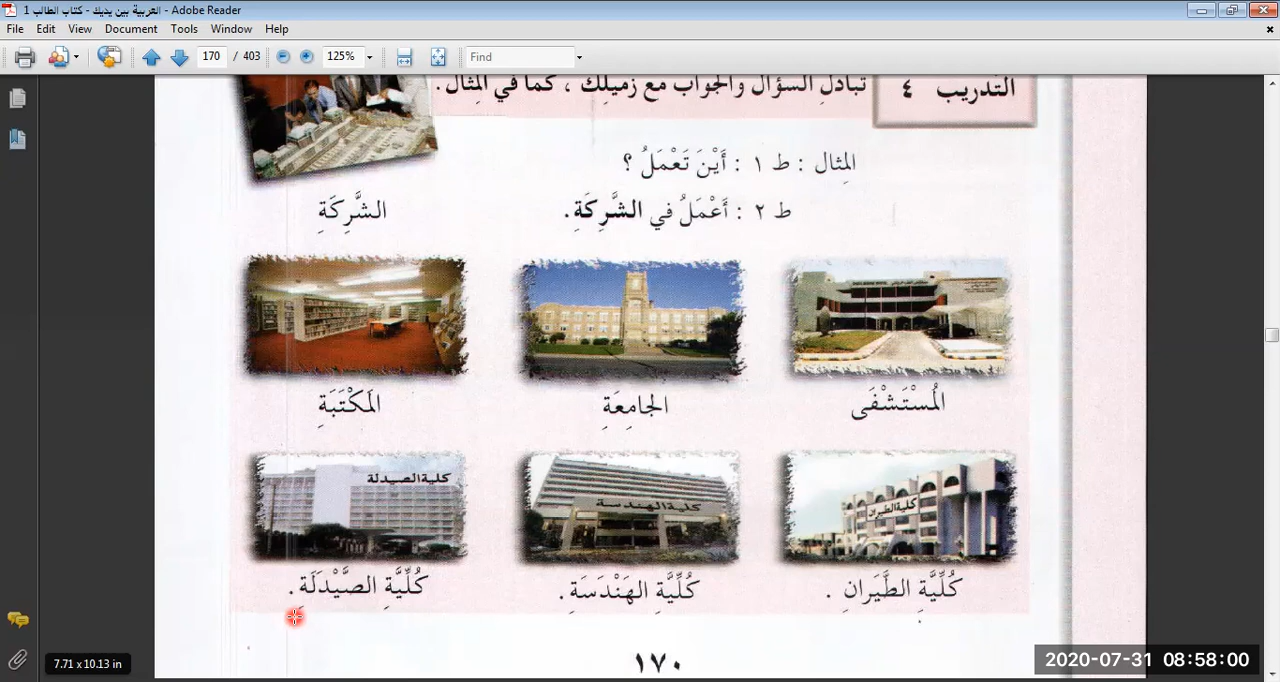 العربية بين يديك - كتاب الطالب 1 - Adobe Reader
File Edit View Document Tools Window Help
170 / 403 125% Find
التدريب ٤
تبادلِ السؤال والجواب مع زميلِك ، كما في المِثال .
المِثال : ط ١ : أَيْنَ تَعْمَلُ ؟
ط ٢ : أَعْمَلُ في الشَّرِكَةِ .
الشَّرِكَةِ
المُسْتَشْفَى
الجامِعَةِ
المَكْتَبَةِ
كلية الطيران
كلية الهندسة
كلية الصيدلة
كُلِّيَّةِ الطَّيَرانِ .
كُلِّيَّةِ الهَنْدَسَةِ .
كُلِّيَّةِ الصَّيْدَلَةِ .
١٧٠
7.71 x 10.13 in
2020-07-31 08:58:00